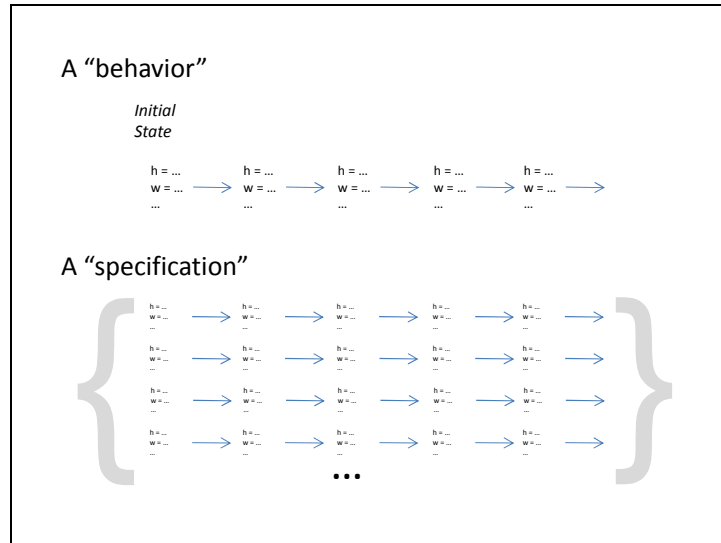 A “behavior”
Initial
State
h = ... h = ... h = ... h = ... h = ...
w = ... w = ... w = ... w = ... w = ...
... ... ... ... ...
A “specification”
{ }
h = ... h = ... h = ... h = ... h = ...
w = ... w = ... w = ... w = ... w = ...
... ... ... ... ...
h = ... h = ... h = ... h = ... h = ...
w = ... w = ... w = ... w = ... w = ...
... ... ... ... ...
h = ... h = ... h = ... h = ... h = ...
w = ... w = ... w = ... w = ... w = ...
... ... ... ... ...
h = ... h = ... h = ... h = ... h = ...
w = ... w = ... w = ... w = ... w = ...
... ... ... ... ...
...